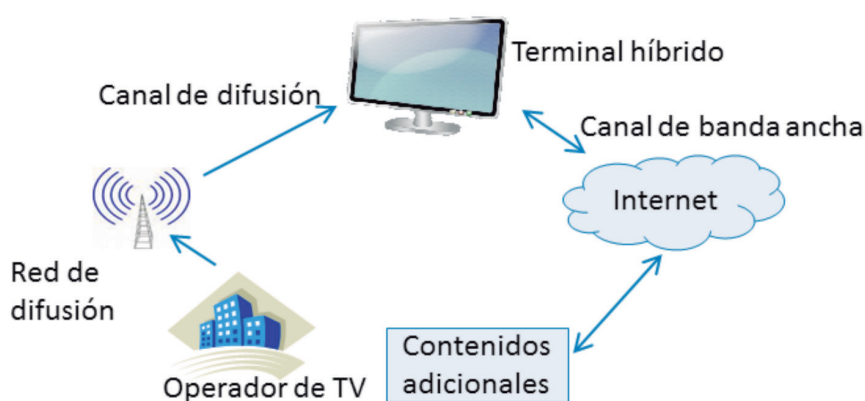 Terminal híbrido
Canal de difusión
Canal de banda ancha
Internet
Red de
difusión
Operador de TV
Contenidos
adicionales